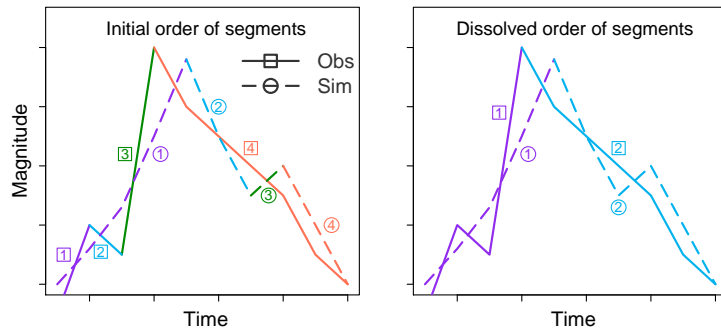 Initial order of segments
Obs
Sim
2
3
1
4
1
2
3
4
Magnitude
Time
Dissolved order of segments
1
1
2
2
Time